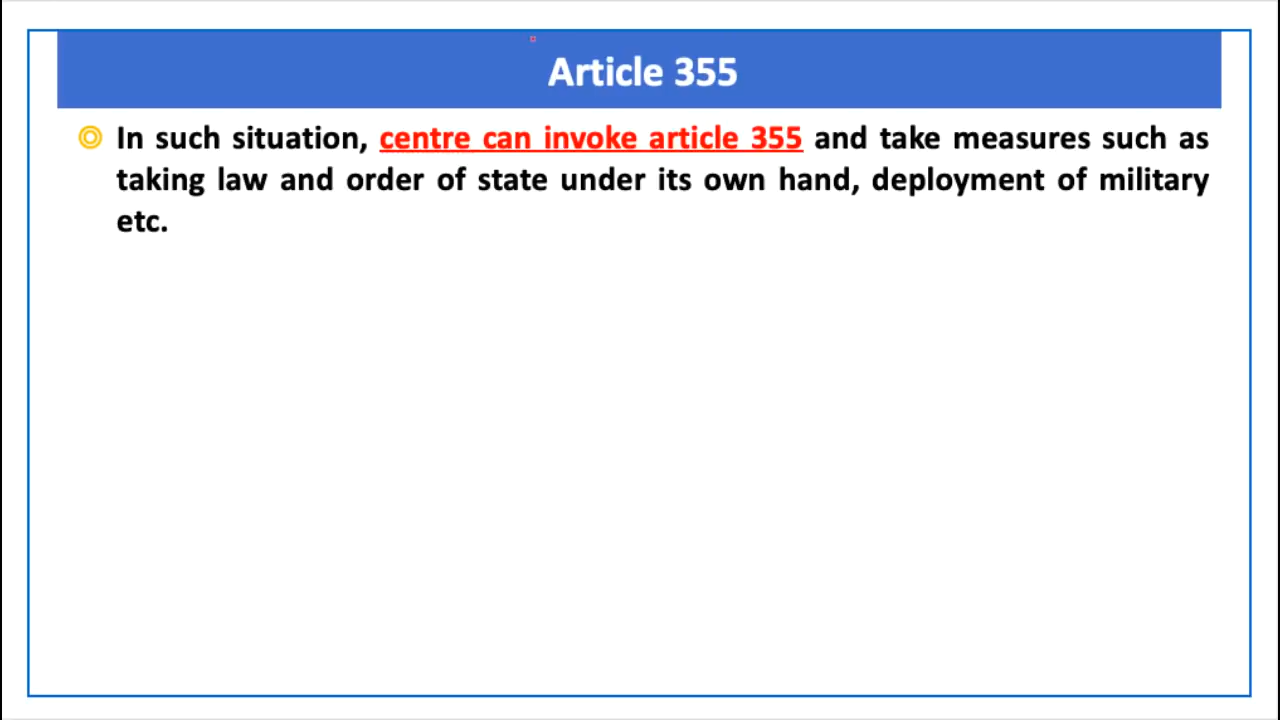 Article 355
In such situation, centre can invoke article 355 and take measures such as
taking law and order of state under its own hand, deployment of military
etc.